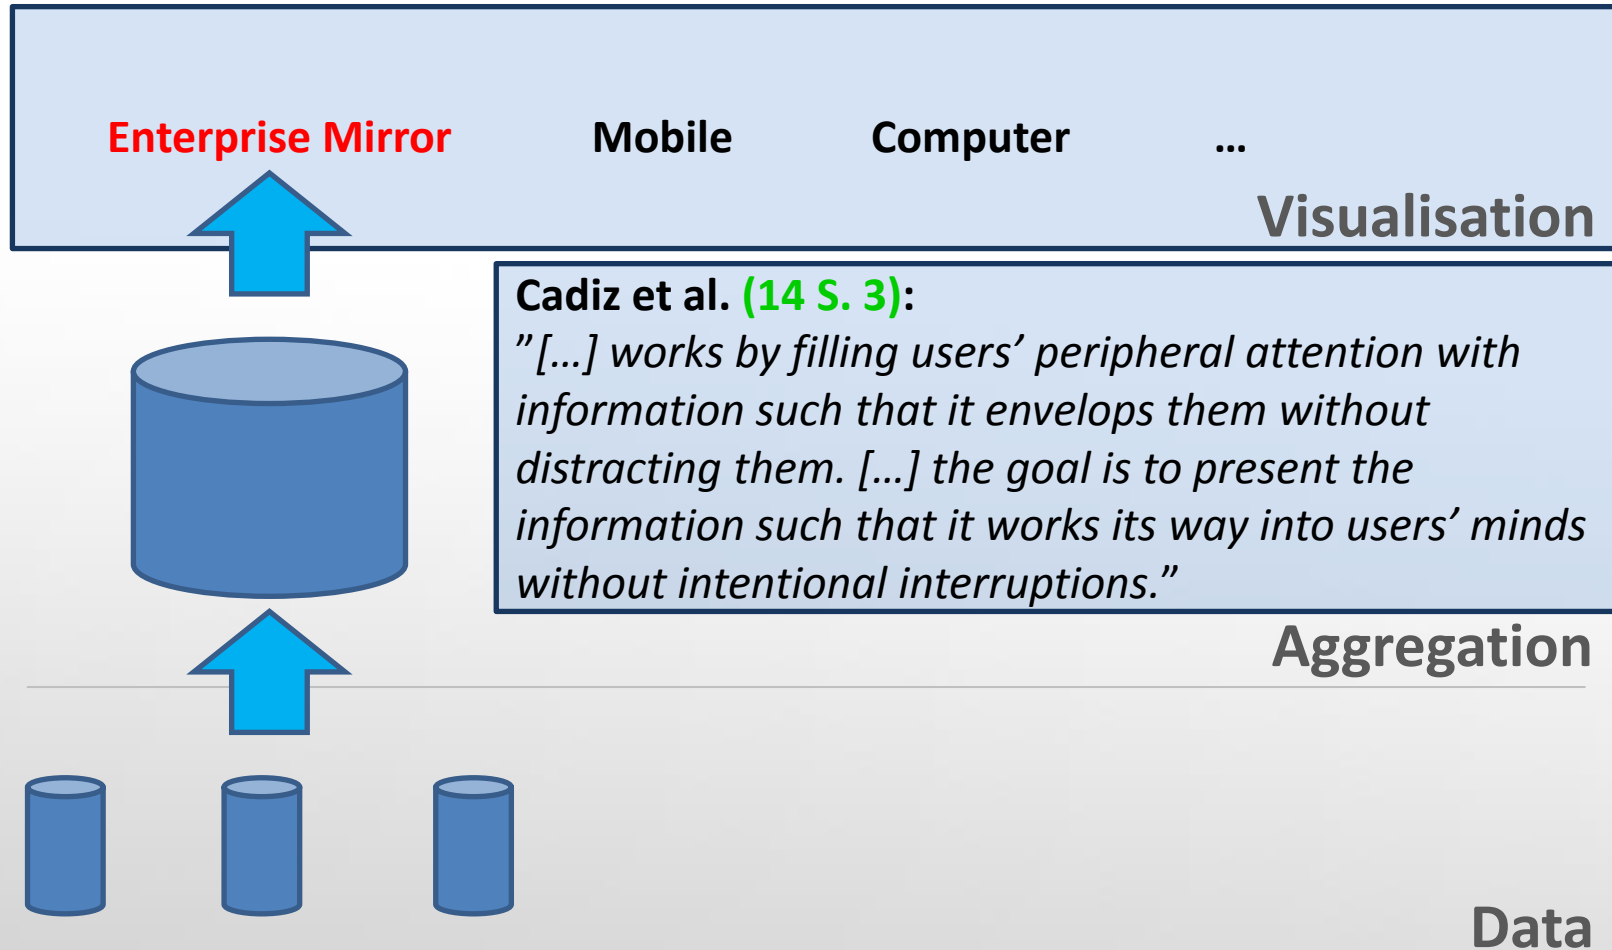 Enterprise Mirror Mobile Computer …
Visualisation
Cadiz et al. (14 S. 3):
”[…] works by filling users’ peripheral attention with
information such that it envelops them without
distracting them. […] the goal is to present the
information such that it works its way into users’ minds
without intentional interruptions.”
Aggregation
Data